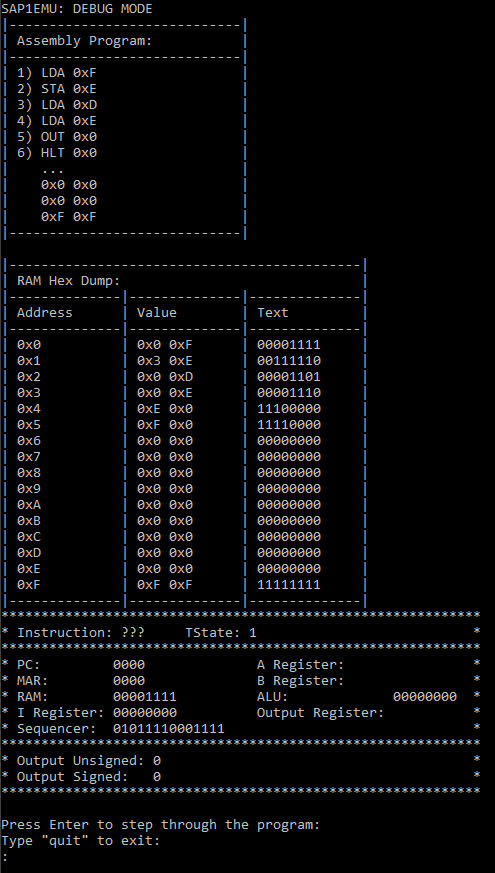 SAP1EMU: DEBUG MODE
|-----------------------------|
| Assembly Program:           |
|-----------------------------|
| 1) LDA 0xF                  |
| 2) STA 0xE                  |
| 3) LDA 0xD                  |
| 4) LDA 0xE                  |
| 5) OUT 0x0                  |
| 6) HLT 0x0                  |
|    ...                      |
|    0x0 0x0                  |
|    0x0 0x0                  |
|    0xF 0xF                  |
|-----------------------------|

|--------------------------------------------|
| RAM Hex Dump:                              |
|--------------|--------------|--------------|
| Address      | Value        | Text         |
|--------------|--------------|--------------|
| 0x0          | 0x0 0xF      | 00001111     |
| 0x1          | 0x3 0xE      | 00111110     |
| 0x2          | 0x0 0xD      | 00001101     |
| 0x3          | 0x0 0xE      | 00001110     |
| 0x4          | 0xE 0x0      | 11100000     |
| 0x5          | 0xF 0x0      | 11110000     |
| 0x6          | 0x0 0x0      | 00000000     |
| 0x7          | 0x0 0x0      | 00000000     |
| 0x8          | 0x0 0x0      | 00000000     |
| 0x9          | 0x0 0x0      | 00000000     |
| 0xA          | 0x0 0x0      | 00000000     |
| 0xB          | 0x0 0x0      | 00000000     |
| 0xC          | 0x0 0x0      | 00000000     |
| 0xD          | 0x0 0x0      | 00000000     |
| 0xE          | 0x0 0x0      | 00000000     |
| 0xF          | 0xF 0xF      | 11111111     |
|--------------|--------------|--------------|
************************************************************
* Instruction: ???     TState: 1                           *
************************************************************
* PC:         0000              A Register:                *
* MAR:        0000              B Register:                *
* RAM:        00001111          ALU:             00000000  *
* I Register: 00000000          Output Register:           *
* Sequencer:  01011110001111                               *
************************************************************
* Output Unsigned: 0                                       *
* Output Signed:   0                                       *
************************************************************

Press Enter to step through the program:
Type "quit" to exit:
: